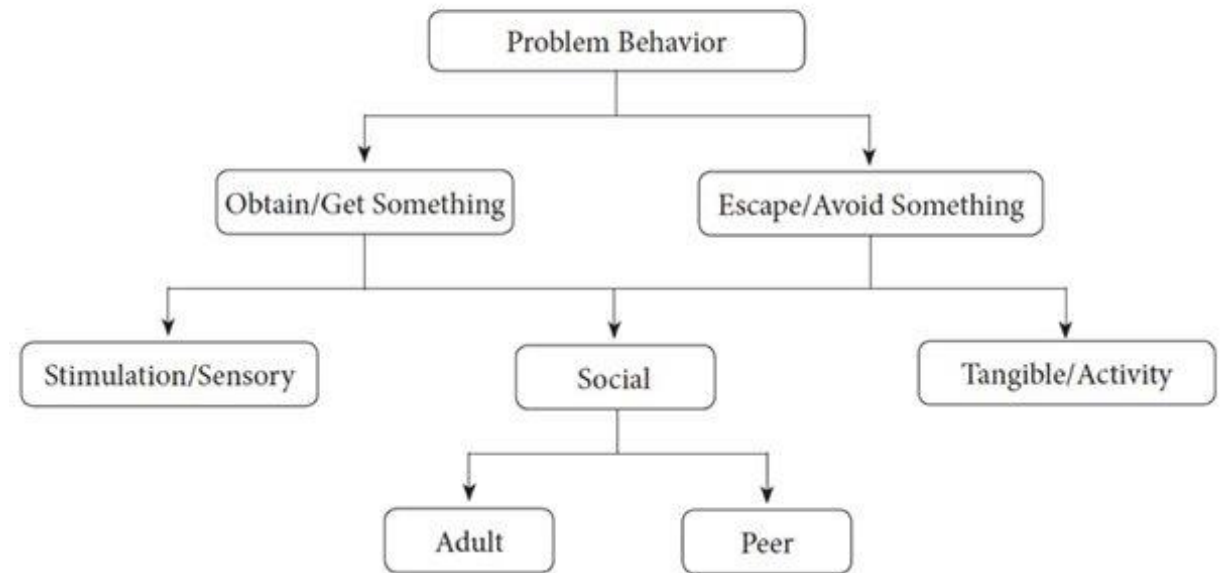 Problem Behavior
Obtain/Get Something
Escape/Avoid Something
Stimulation/Sensory
Social
Tangible/Activity
Adult
Peer